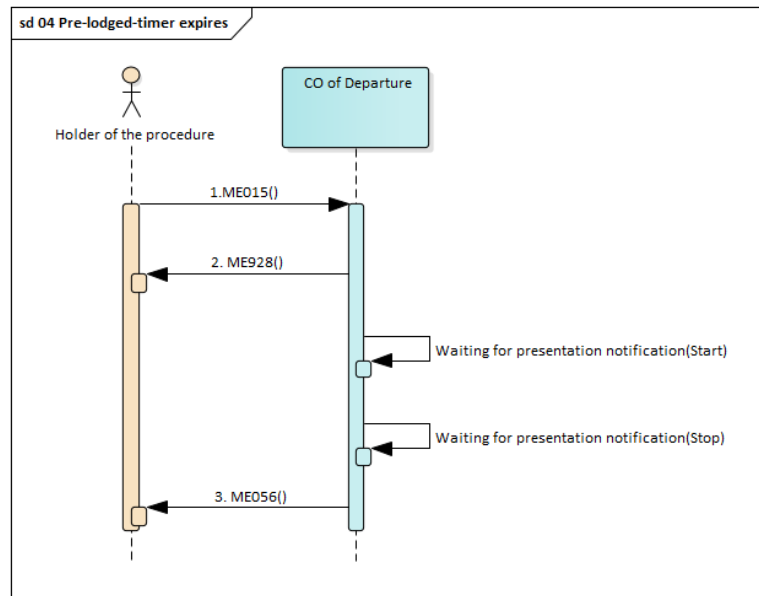 sd 04 Pre-lodged-timer expires
CO of Departure
Holder of the procedure
1.ME015()
2. ME928()
Waiting for presentation notification(Start)
Waiting for presentation notification(Stop)
3. ME056()